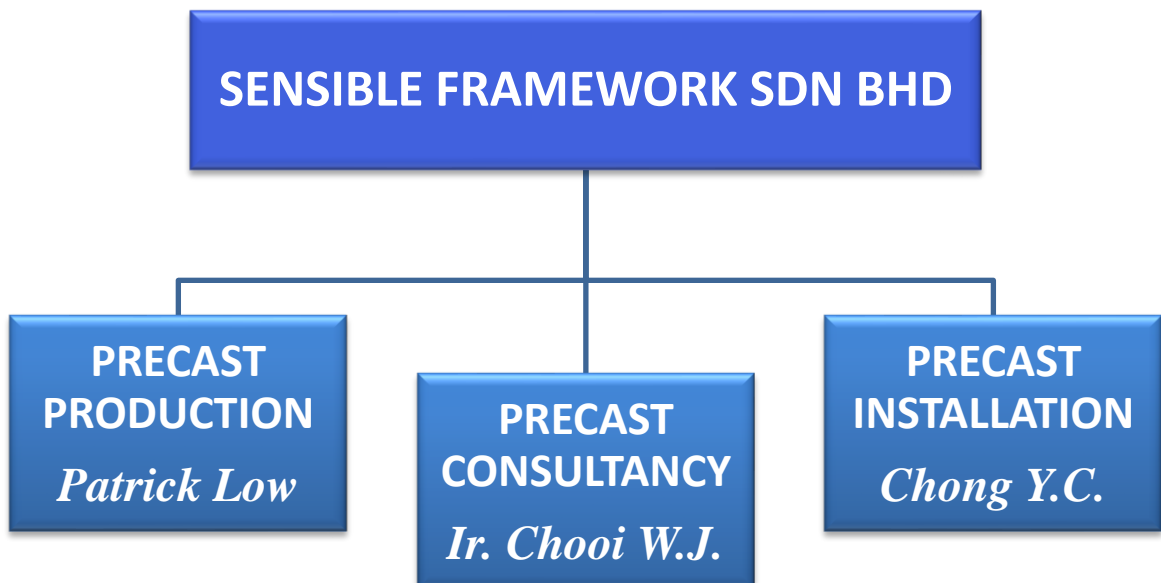 SENSIBLE FRAMEWORK SDN BHD
PRECAST
PRODUCTION
Patrick Low
PRECAST
CONSULTANCY
Ir. Chooi W.J.
PRECAST
INSTALLATION
Chong Y.C.